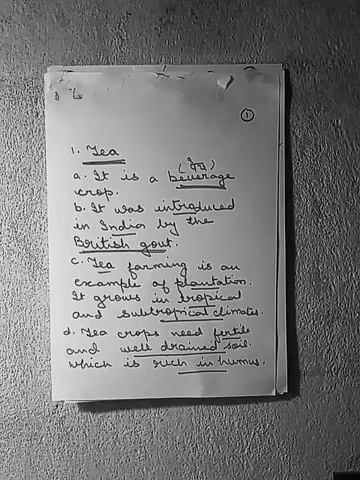 ①
1. Tea
(पेय)
a. It is a beverage
crop.
b. It was introduced
in India by the
British govt.
c. Tea farming is an
example of plantation.
It grows in tropical
and subtropical climates.
d. Tea crops need fertile
and well drained soil
which is rich in humus.